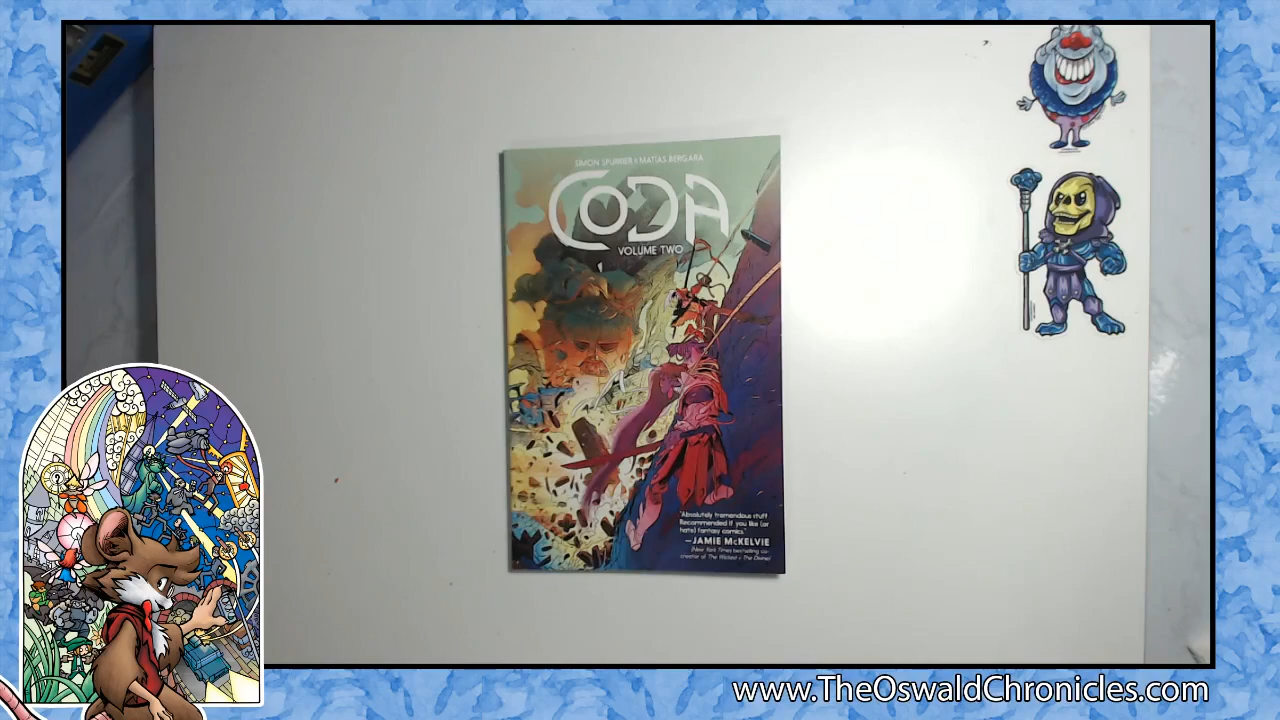 SIMON SPURRIER | MATÍAS BERGARA
CODA
VOLUME TWO
"Absolutely tremendous stuff.
Recommended if you like (or
hate) fantasy comics."
—JAMIE McKELVIE
(New York Times bestselling co-
creator of The Wicked + The Divine)
www.TheOswaldChronicles.com